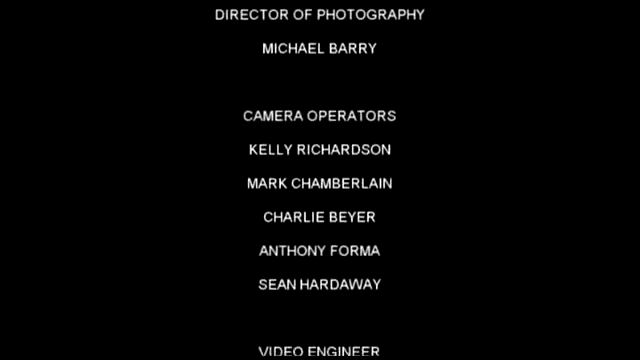 DIRECTOR OF PHOTOGRAPHY
MICHAEL BARRY
CAMERA OPERATORS
KELLY RICHARDSON
MARK CHAMBERLAIN
CHARLIE BEYER
ANTHONY FORMA
SEAN HARDAWAY
VIDEO ENGINEER